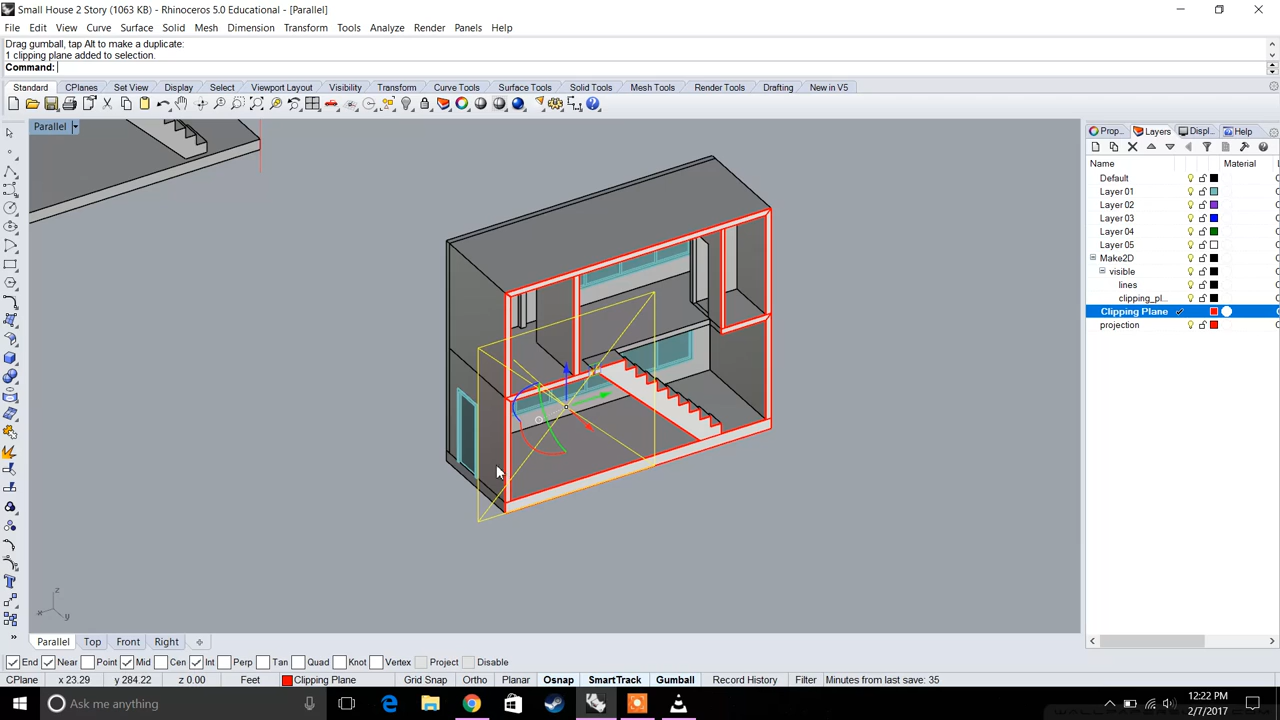 Small House 2 Story (1063 KB) - Rhinoceros 5.0 Educational - [Parallel]
File Edit View Curve Surface Solid Mesh Dimension Transform Tools Analyze Render Panels Help
Drag gumball, tap Alt to make a duplicate:
1 clipping plane added to selection.
Command:
Standard CPlanes Set View Display Select Viewport Layout Visibility Transform Curve Tools Surface Tools Solid Tools Mesh Tools Render Tools Drafting New in V5
Parallel
Prop... Layers Displ... Help
Name Material
Default
Layer 01
Layer 02
Layer 03
Layer 04
Layer 05
Make2D
visible
lines
clipping_pl...
Clipping Plane
projection
z
x y
Parallel Top Front Right
End Near Point Mid Cen Int Perp Tan Quad Knot Vertex Project Disable
CPlane x 23.29 y 284.22 z 0.00 Feet Clipping Plane Grid Snap Ortho Planar Osnap SmartTrack Gumball Record History Filter Minutes from last save: 35
Ask me anything
12:22 PM
2/7/2017